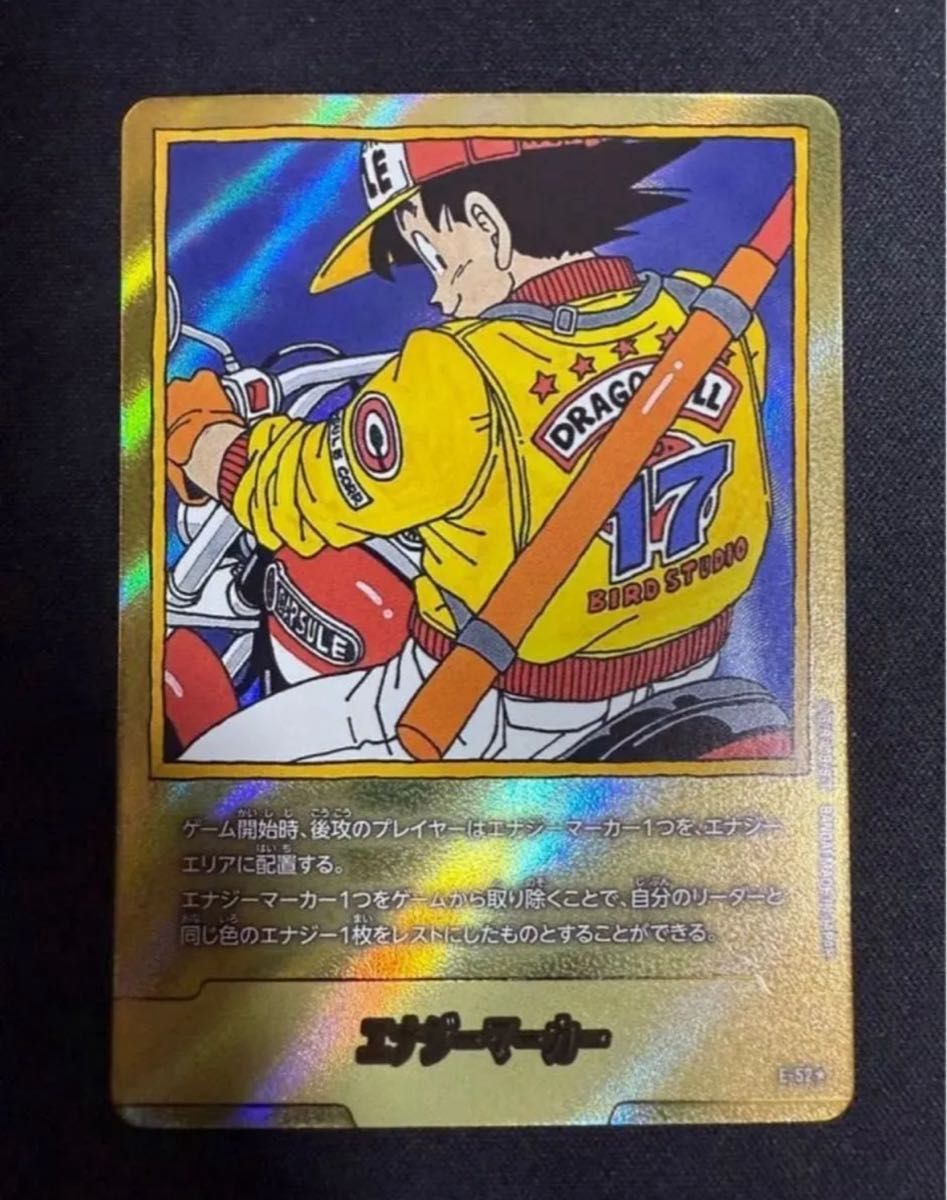 LE
DRAGO LL
17
BIRD STUDIO
UL E CORP.
CAPSULE
ゲーム開始時、後攻のプレイヤーはエナジーマーカー1つを、エナジー
エリアに配置する。
エナジーマーカー1つをゲームから取り除くことで、自分のリーダーと
同じ色のエナジー1枚をレストにしたものとすることができる。
エナジーマーカー
E-52★